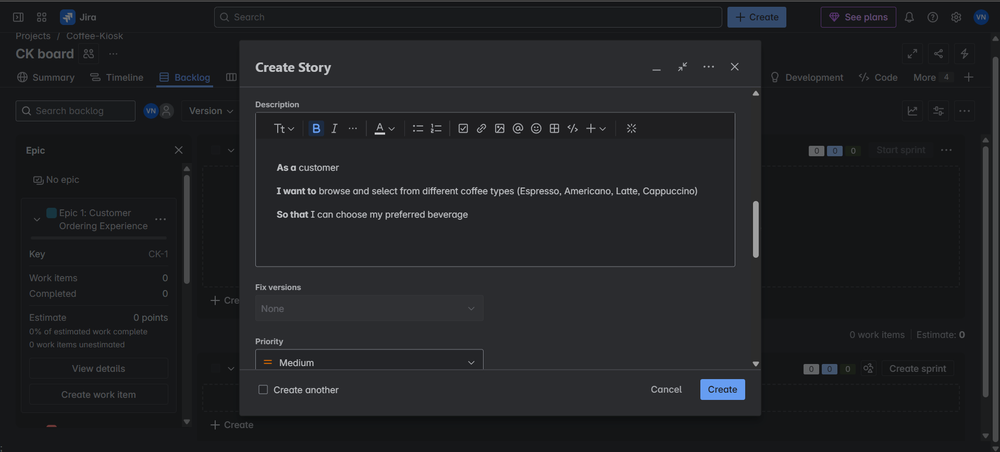 Jira
Search
Create
See plans
VN
Projects / Coffee-Kiosk
CK board
Summary
Timeline
Backlog
Development
Code
More 4
Search backlog
VN
Version
Epic
No epic
Epic 1: Customer
Ordering Experience
Key CK-1
Work items 0
Completed 0
Estimate 0 points
0% of estimated work complete
0 work items unestimated
View details
Create work item
Create Story
Description
Tt B I A
As a customer
I want to browse and select from different coffee types (Espresso, Americano, Latte, Cappuccino)
So that I can choose my preferred beverage
Fix versions
None
Priority
Medium
Create another
Cancel
Create
0 0 0 Start sprint
Cre
0 work items Estimate: 0
0 0 0 Create sprint
Create